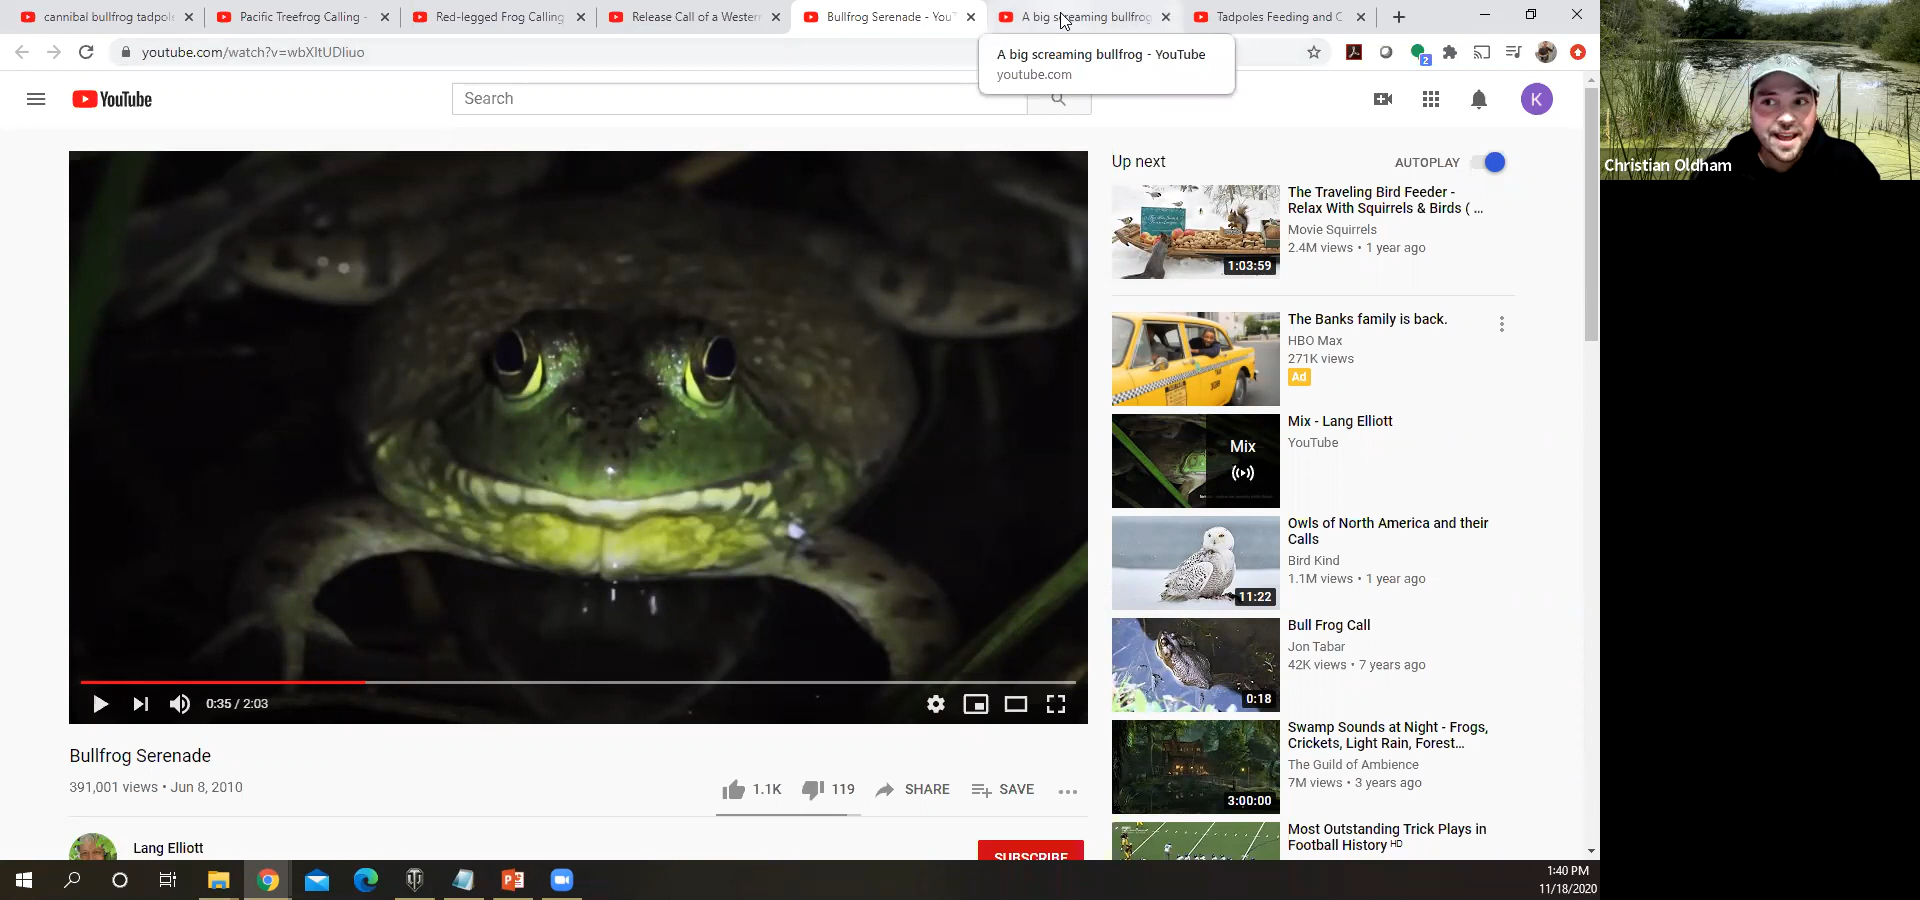 cannibal bullfrog tadpol
Pacific Treefrog Calling -
Red-legged Frog Calling
Release Call of a Western
Bullfrog Serenade - YouT
A big screaming bullfrog
Tadpoles Feeding and C
youtube.com/watch?v=wbXltUDliuo
A big screaming bullfrog - YouTube
youtube.com
2
YouTube
Search
K
Christian Oldham
Up next
AUTOPLAY
The Traveling Bird Feeder -
Relax With Squirrels & Birds ( ...
Movie Squirrels
2.4M views • 1 year ago
1:03:59
The Banks family is back.
HBO Max
271K views
Ad
Mix - Lang Elliott
YouTube
Mix
Owls of North America and their
Calls
Bird Kind
1.1M views • 1 year ago
11:22
Bull Frog Call
Jon Tabar
42K views • 7 years ago
0:18
Swamp Sounds at Night - Frogs,
Crickets, Light Rain, Forest...
The Guild of Ambience
7M views • 3 years ago
3:00:00
Most Outstanding Trick Plays in
Football History HD
0:35 / 2:03
Bullfrog Serenade
391,001 views • Jun 8, 2010
1.1K
119
SHARE
SAVE
Lang Elliott
SUBSCRIBE
1:40 PM
11/18/2020